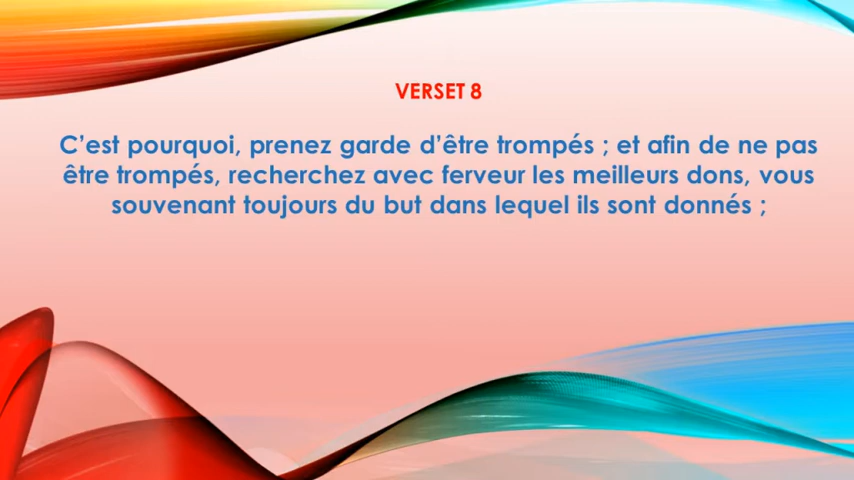 VERSET 8
C’est pourquoi, prenez garde d’être trompés ; et afin de ne pas
être trompés, recherchez avec ferveur les meilleurs dons, vous
souvenant toujours du but dans lequel ils sont donnés ;